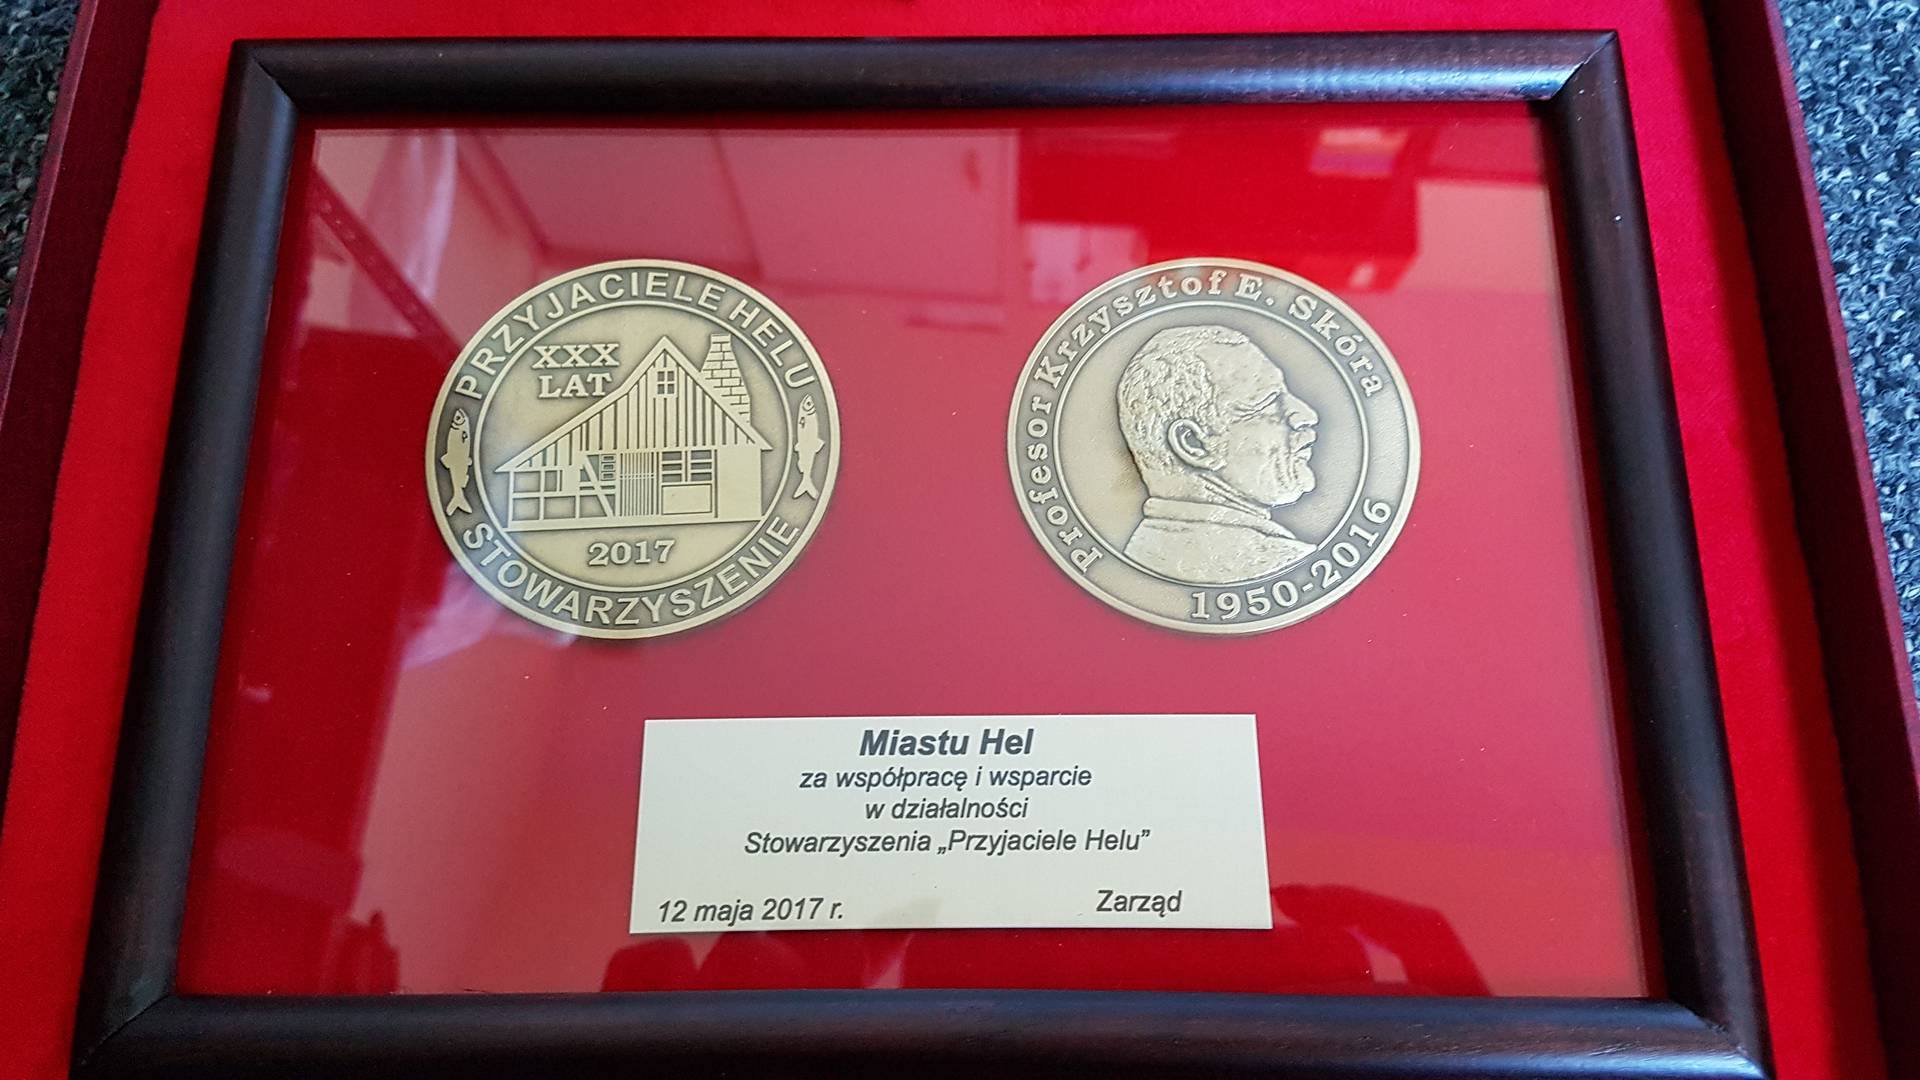 PRZYJACIELE HELU
XXX
LAT
2017
STOWARZYSZENIE
Profesor Krzysztof E. Skóra
1950-2016
Miastu Hel
za współpracę i wsparcie
w działalności
Stowarzyszenia „Przyjaciele Helu”
12 maja 2017 r. Zarząd